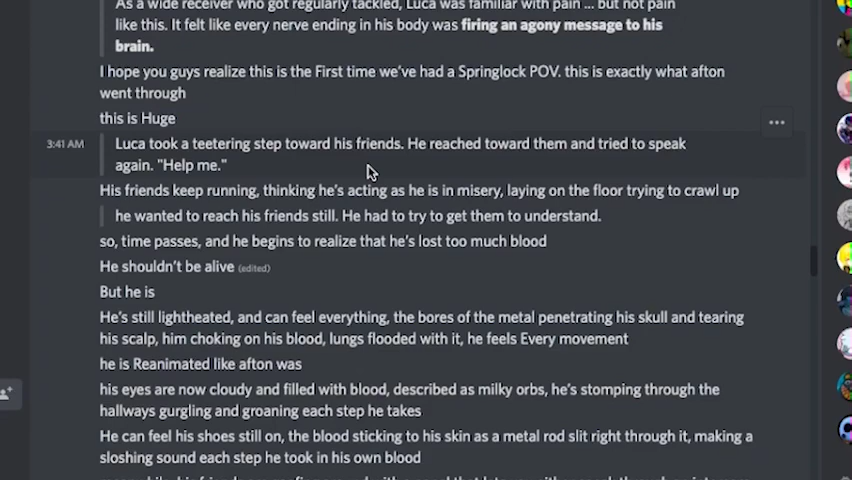 As a wide receiver who got regularly tackled, Luca was familiar with pain ... but not pain
like this. It felt like every nerve ending in his body was firing an agony message to his
brain.
I hope you guys realize this is the First time we've had a Springlock POV. this is exactly what afton
went through
this is Huge
3:41 AM Luca took a teetering step toward his friends. He reached toward them and tried to speak
again. "Help me."
His friends keep running, thinking he's acting as he is in misery, laying on the floor trying to crawl up
he wanted to reach his friends still. He had to try to get them to understand.
so, time passes, and he begins to realize that he's lost too much blood
He shouldn't be alive (edited)
But he is
He's still lightheated, and can feel everything, the bores of the metal penetrating his skull and tearing
his scalp, him choking on his blood, lungs flooded with it, he feels Every movement
he is Reanimated like afton was
his eyes are now cloudy and filled with blood, described as milky orbs, he's stomping through the
hallways gurgling and groaning each step he takes
He can feel his shoes still on, the blood sticking to his skin as a metal rod slit right through it, making a
sloshing sound each step he took in his own blood